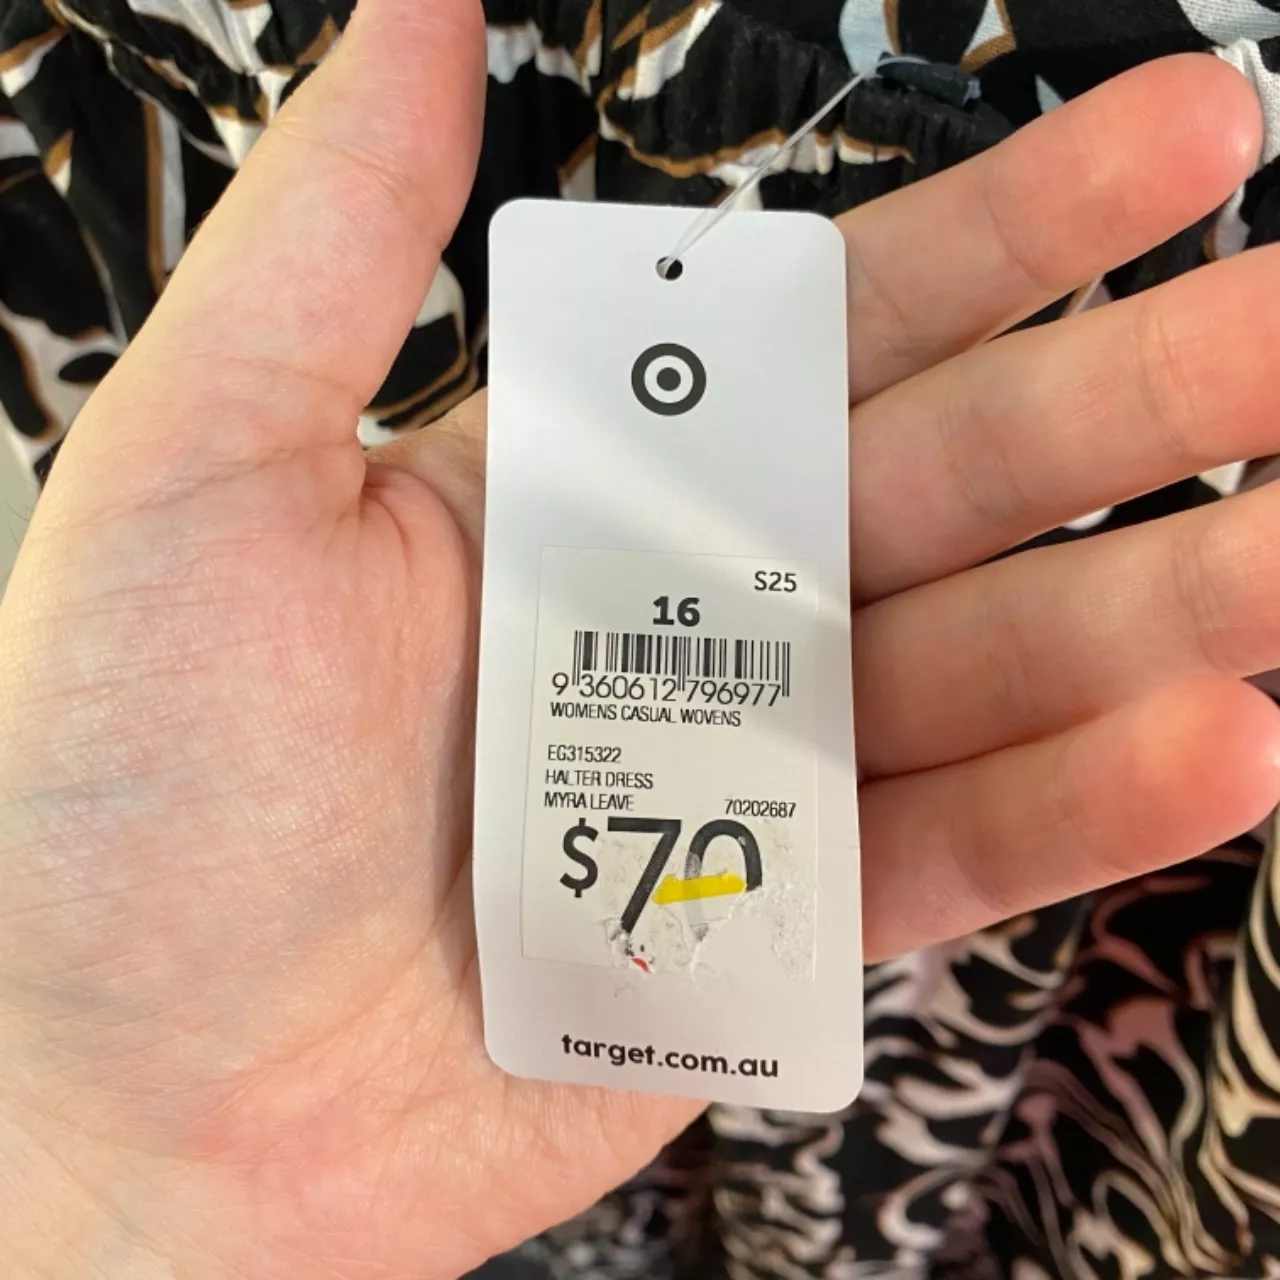 S25
16
9 360612 796977
WOMENS CASUAL WOVENS
EG315322
HALTER DRESS
MYRA LEAVE 70202687
$70
target.com.au